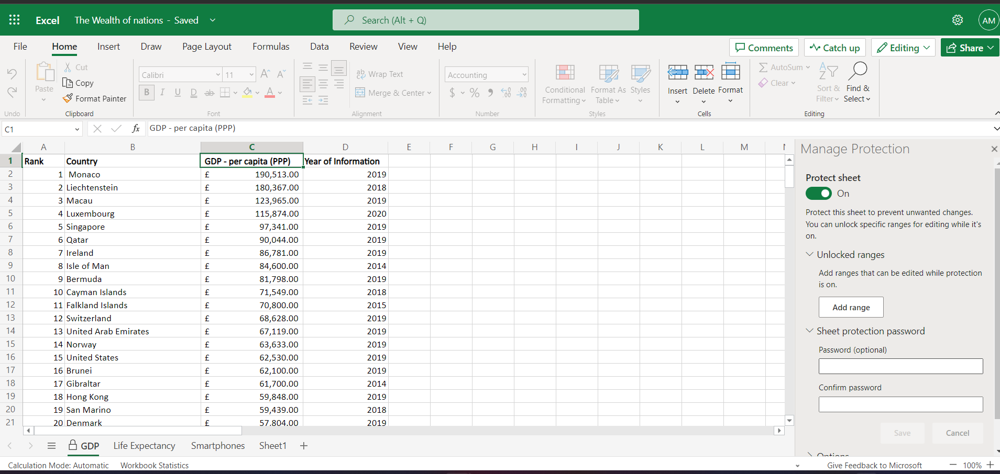 Excel The Wealth of nations - Saved Search (Alt + Q) AM
File Home Insert Draw Page Layout Formulas Data Review View Help Comments Catch up Editing Share
Paste Cut Copy Format Painter
Calibri 11 B I U D ab
ab Wrap Text Merge & Center
Accounting $ % 9 .00 .00
Conditional Formatting Format As Table Styles
Insert Delete Format
AutoSum Clear Sort & Filter Find & Select
Undo Clipboard Font Alignment Number Styles Cells Editing
C1 fx GDP - per capita (PPP)
A B C D E F G H I J K L M
1 Rank Country GDP - per capita (PPP) Year of Information
2 1 Monaco £ 190,513.00 2019
3 2 Liechtenstein £ 180,367.00 2018
4 3 Macau £ 123,965.00 2019
5 4 Luxembourg £ 115,874.00 2020
6 5 Singapore £ 97,341.00 2019
7 6 Qatar £ 90,044.00 2019
8 7 Ireland £ 86,781.00 2019
9 8 Isle of Man £ 84,600.00 2014
10 9 Bermuda £ 81,798.00 2019
11 10 Cayman Islands £ 71,549.00 2018
12 11 Falkland Islands £ 70,800.00 2015
13 12 Switzerland £ 68,628.00 2019
14 13 United Arab Emirates £ 67,119.00 2019
15 14 Norway £ 63,633.00 2019
16 15 United States £ 62,530.00 2019
17 16 Brunei £ 62,100.00 2019
18 17 Gibraltar £ 61,700.00 2014
19 18 Hong Kong £ 59,848.00 2019
20 19 San Marino £ 59,439.00 2018
21 20 Denmark £ 57,804.00 2019
Manage Protection
Protect sheet
On
Protect this sheet to prevent unwanted changes.
You can unlock specific ranges for editing while it's
on.
Unlocked ranges
Add ranges that can be edited while protection
is on.
Add range
Sheet protection password
Password (optional)
Confirm password
Save Cancel
Options
GDP Life Expectancy Smartphones Sheet1
Calculation Mode: Automatic Workbook Statistics Give Feedback to Microsoft 100%